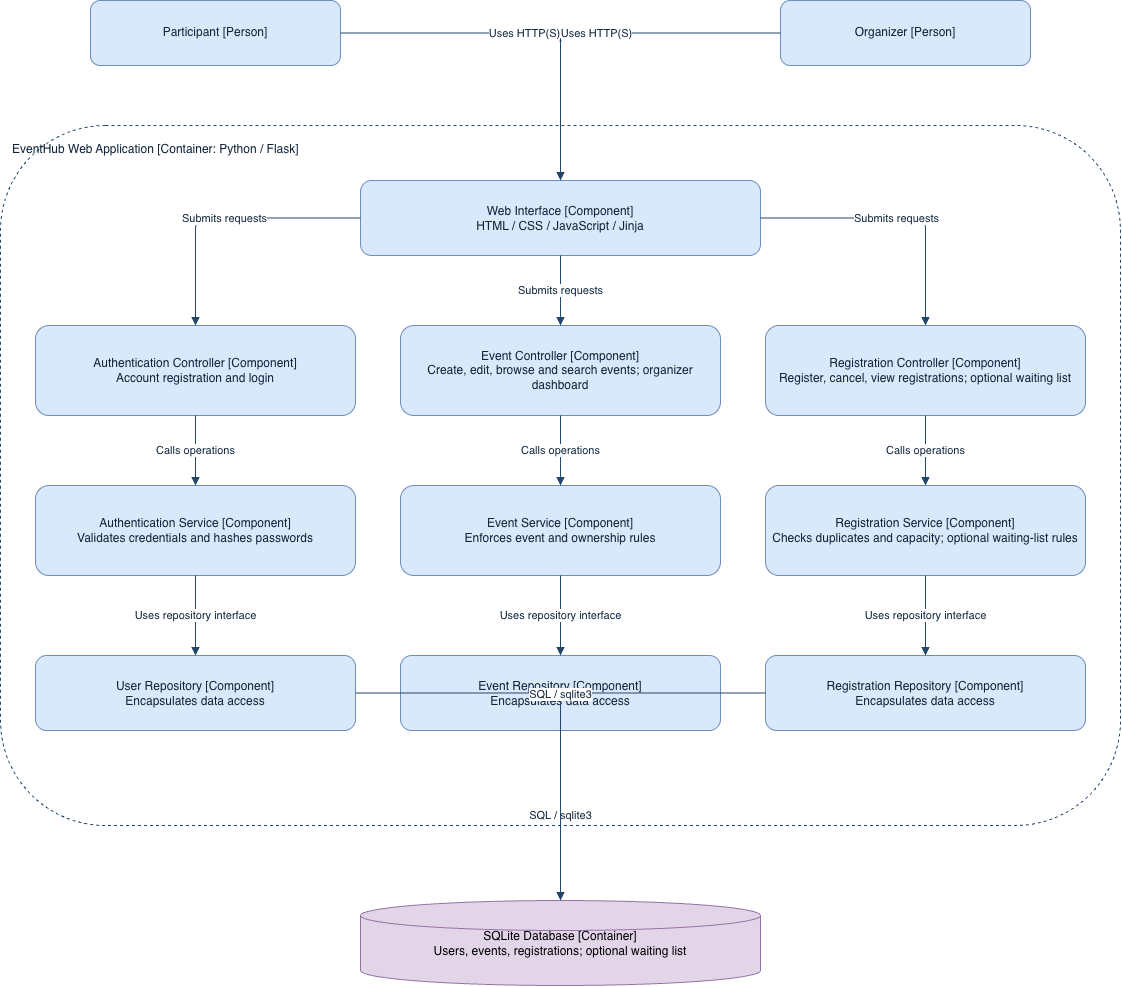 Participant [Person]
Uses HTTP(S)
Uses HTTP(S)
Organizer [Person]
EventHub Web Application [Container: Python / Flask]
Web Interface [Component]
HTML / CSS / JavaScript / Jinja
Submits requests
Submits requests
Submits requests
Authentication Controller [Component]
Account registration and login
Event Controller [Component]
Create, edit, browse and search events; organizer
dashboard
Registration Controller [Component]
Register, cancel, view registrations; optional waiting list
Calls operations
Calls operations
Calls operations
Authentication Service [Component]
Validates credentials and hashes passwords
Event Service [Component]
Enforces event and ownership rules
Registration Service [Component]
Checks duplicates and capacity; optional waiting-list rules
Uses repository interface
Uses repository interface
Uses repository interface
User Repository [Component]
Encapsulates data access
Event Repository [Component]
SQL / sqlite3
Encapsulates data access
Registration Repository [Component]
Encapsulates data access
SQL / sqlite3
SQLite Database [Container]
Users, events, registrations; optional waiting list